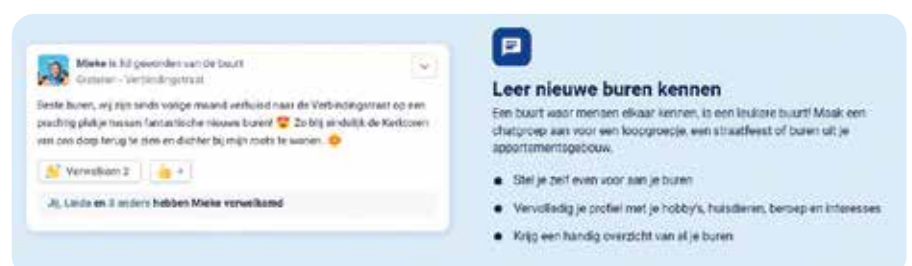 Mieke is lid geworden van de buurt
- Verbindingstraat
Beste buren, wij zijn sinds vorige maand verhuisd naar de Verbindingstraat op een
prachtig plekje tussen fantastische nieuwe buren! 😍 Zo blij eindelijk de Kerktoren
van ons dorp terug te zien en dichter bij mijn roots te wonen. 🤗
Verwelkom 2
Jij, Linda en 3 andere hebben Mieke verwelkomd
Leer nieuwe buren kennen
Een buurt waar mensen elkaar kennen, is een leukere buurt! Maak een
chatgroep aan voor een loopgroepje, een straatfeest of buren uit je
appartementsgebouw.
• Stel je zelf even voor aan je buren
• Vervolledig je profiel met je hobby's, huisdieren, beroep en interesses
• Krijg een handig overzicht van al je buren